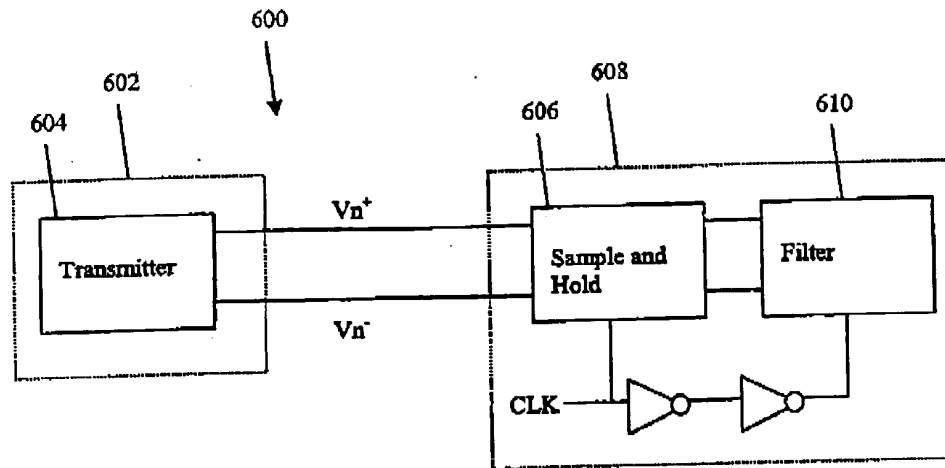 600
602
604
608
606
610
Vn+
Transmitter
Sample and
Hold
Filter
Vn-
CLK